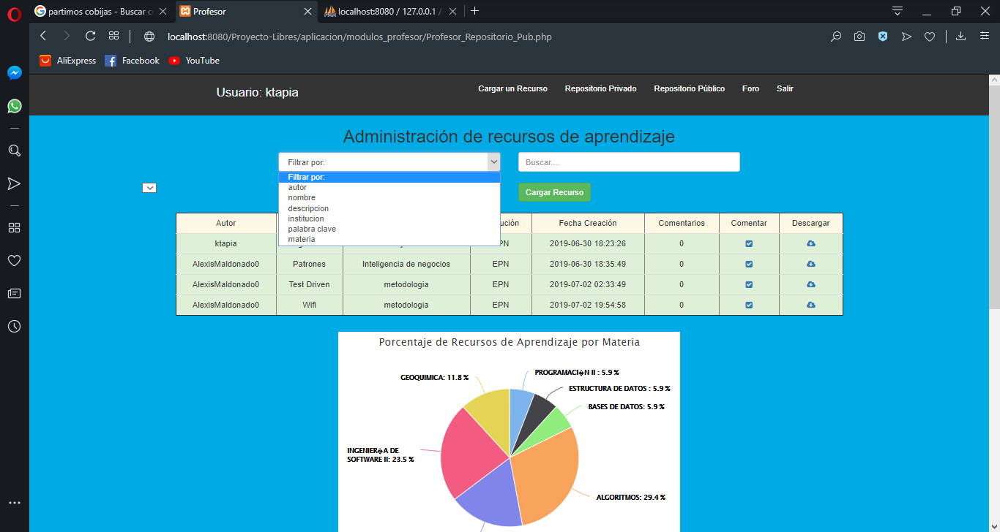 partimos cobijas - Buscar c
Profesor
localhost:8080 / 127.0.0.1 /
localhost:8080/Proyecto-Libres/aplicacion/modulos_profesor/Profesor_Repositorio_Pub.php
AliExpress
Facebook
YouTube
Usuario: ktapia
Cargar un Recurso
Repositorio Privado
Repositorio Público
Foro
Salir
Administración de recursos de aprendizaje
Filtrar por:
Buscar....
Filtrar por:
autor
nombre
descripcion
institucion
palabra clave
materia
Cargar Recurso
Autor ución Fecha Creación Comentarios Comentar Descargar
ktapia PN 2019-06-30 18:23:26 0
AlexisMaldonado0 Patrones Inteligencia de negocios EPN 2019-06-30 18:35:49 0
AlexisMaldonado0 Test Driven metodologia EPN 2019-07-02 02:33:49 0
AlexisMaldonado0 Wifi metodologia EPN 2019-07-02 19:54:58 0
Porcentaje de Recursos de Aprendizaje por Materia
PROGRAMACI�N II : 5.9 %
GEOQUIMICA: 11.8 %
ESTRUCTURA DE DATOS : 5.9 %
BASES DE DATOS: 5.9 %
INGENIER�A DE
SOFTWARE II: 23.5 %
ALGORITMOS: 29.4 %